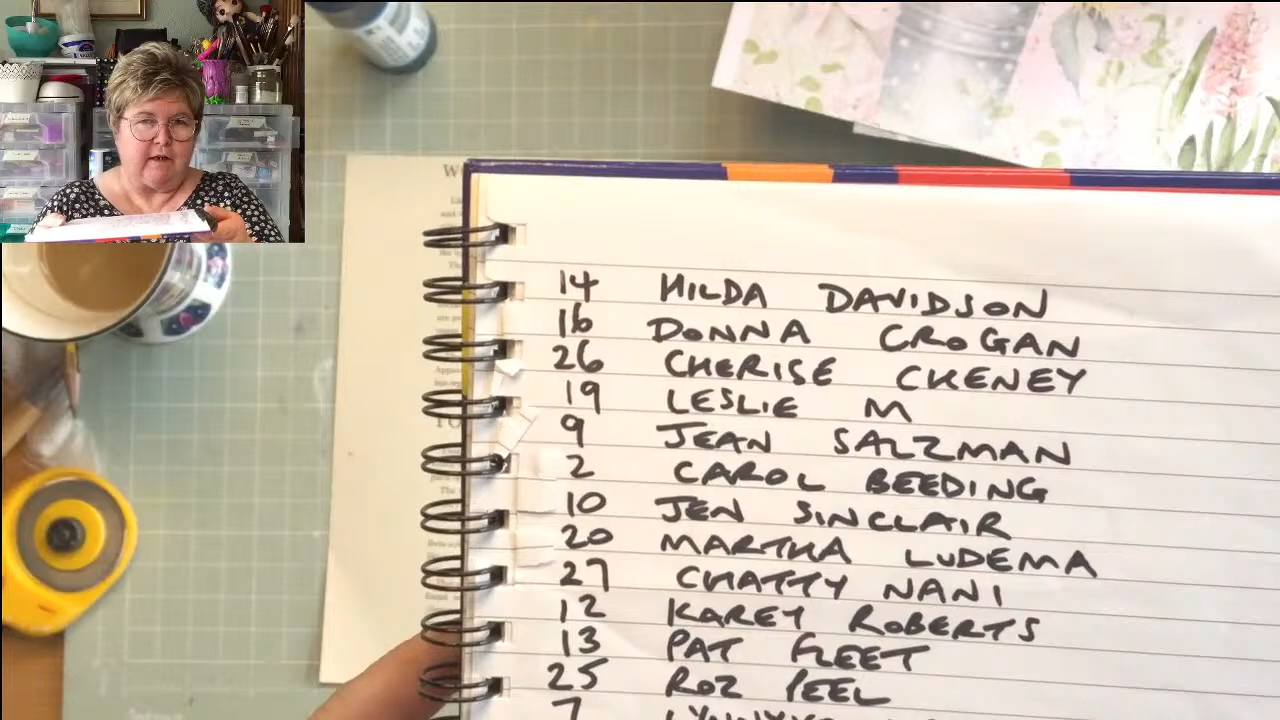 14 HILDA DAVIDSON
16 DONNA CROGAN
26 CHERISE CHENEY
19 LESLIE M
9 JEAN SALZMAN
2 CAROL BEEDING
10 JEN SINCLAIR
20 MARTHA LUDEMA
27 CHATTY NANI
12 KAREY ROBERTS
13 PAT FLEET
25 ROZ PEEL
7